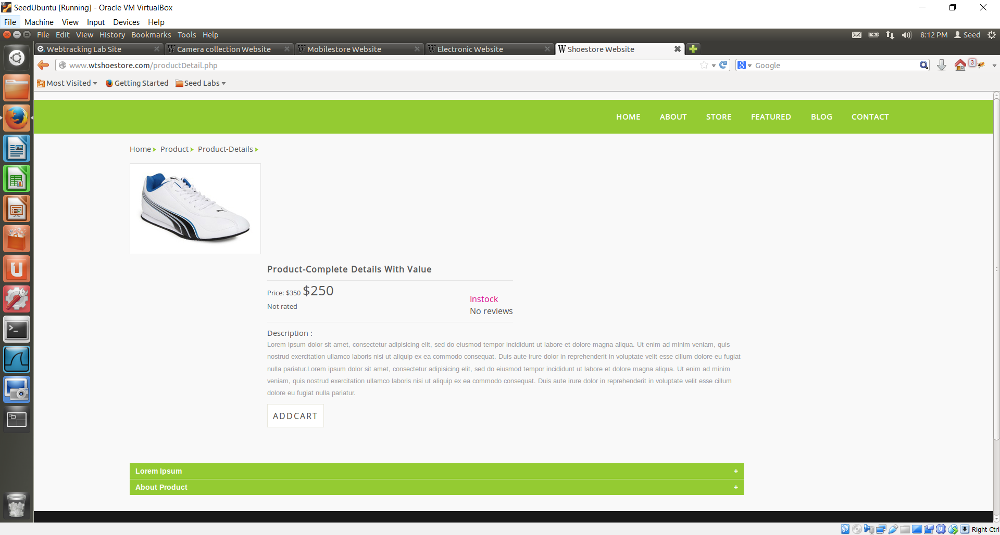 SeedUbuntu [Running] - Oracle VM VirtualBox
File Machine View Input Devices Help
File Edit View History Bookmarks Tools Help 8:12 PM Seed
Webtracking Lab Site Camera collection Website Mobilestore Website Electronic Website Shoestore Website
www.wtshoestore.com/productDetail.php 8 Google 3
Most Visited Getting Started Seed Labs
HOME ABOUT STORE FEATURED BLOG CONTACT
Home Product Product-Details
Product-Complete Details With Value
Price: $350 $250
Instock
Not rated
No reviews
Description :
Lorem ipsum dolor sit amet, consectetur adipisicing elit, sed do eiusmod tempor incididunt ut labore et dolore magna aliqua. Ut enim ad minim veniam, quis
nostrud exercitation ullamco laboris nisi ut aliquip ex ea commodo consequat. Duis aute irure dolor in reprehenderit in voluptate velit esse cillum dolore eu fugiat
nulla pariatur.Lorem ipsum dolor sit amet, consectetur adipisicing elit, sed do eiusmod tempor incididunt ut labore et dolore magna aliqua. Ut enim ad minim
veniam, quis nostrud exercitation ullamco laboris nisi ut aliquip ex ea commodo consequat. Duis aute irure dolor in reprehenderit in voluptate velit esse cillum
dolore eu fugiat nulla pariatur.
ADDCART
Lorem Ipsum +
About Product +
Right Ctrl